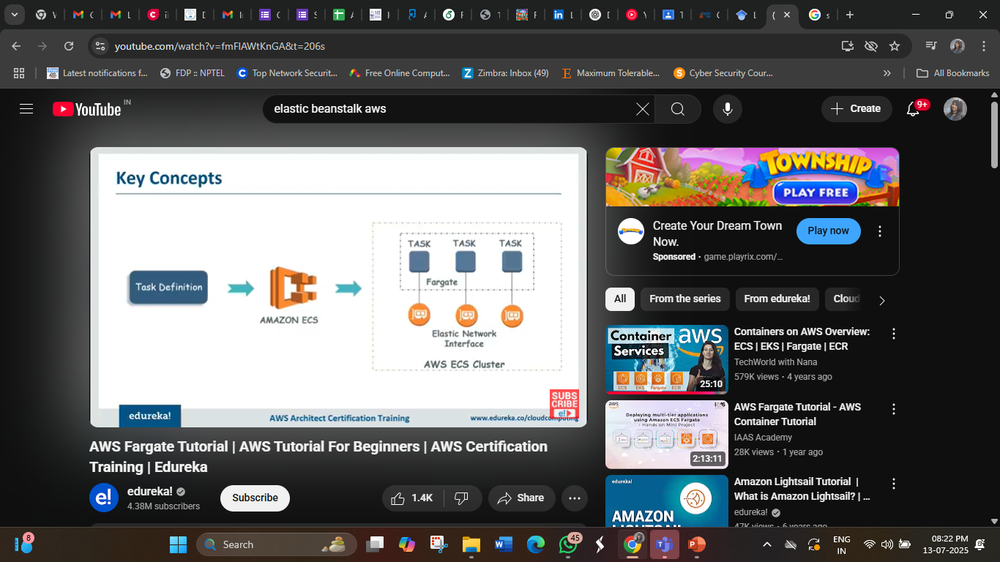 youtube.com/watch?v=fmFlAWtKnGA&t=206s
Latest notifications f...
FDP :: NPTEL
Top Network Securit...
Free Online Comput...
Zimbra: Inbox (49)
Maximum Tolerable...
Cyber Security Cour...
All Bookmarks
YouTube IN
elastic beanstalk aws
Create
9+
Key Concepts
Task Definition
AMAZON ECS
TASK TASK TASK
Fargate
Elastic Network
Interface
AWS ECS Cluster
SUBS
CRIBE
e!
edureka!
AWS Architect Certification Training
www.edureka.co/cloudcomputing
TOWNSHIP
PLAY FREE
Create Your Dream Town
Now.
Sponsored · game.playrix.com/...
Play now
All
From the series
From edureka!
Cloud
Container
Services
aws
ECS EKS Fargate ECR
25:10
Containers on AWS Overview:
ECS | EKS | Fargate | ECR
TechWorld with Nana
579K views · 4 years ago
aws
Deploying multi-tier applications
using Amazon ECS Fargate
- Hands on Mini Project
2:13:11
AWS Fargate Tutorial - AWS
Container Tutorial
IAAS Academy
28K views · 1 year ago
edureka!
AMAZON
LIGHTSAIL
Amazon Lightsail Tutorial |
What is Amazon Lightsail? | ...
edureka!
47K views · 6 years ago
AWS Fargate Tutorial | AWS Tutorial For Beginners | AWS Certification
Training | Edureka
e!
edureka!
4.38M subscribers
Subscribe
1.4K
Share
8
Search
45
ENG
IN
08:22 PM
13-07-2025